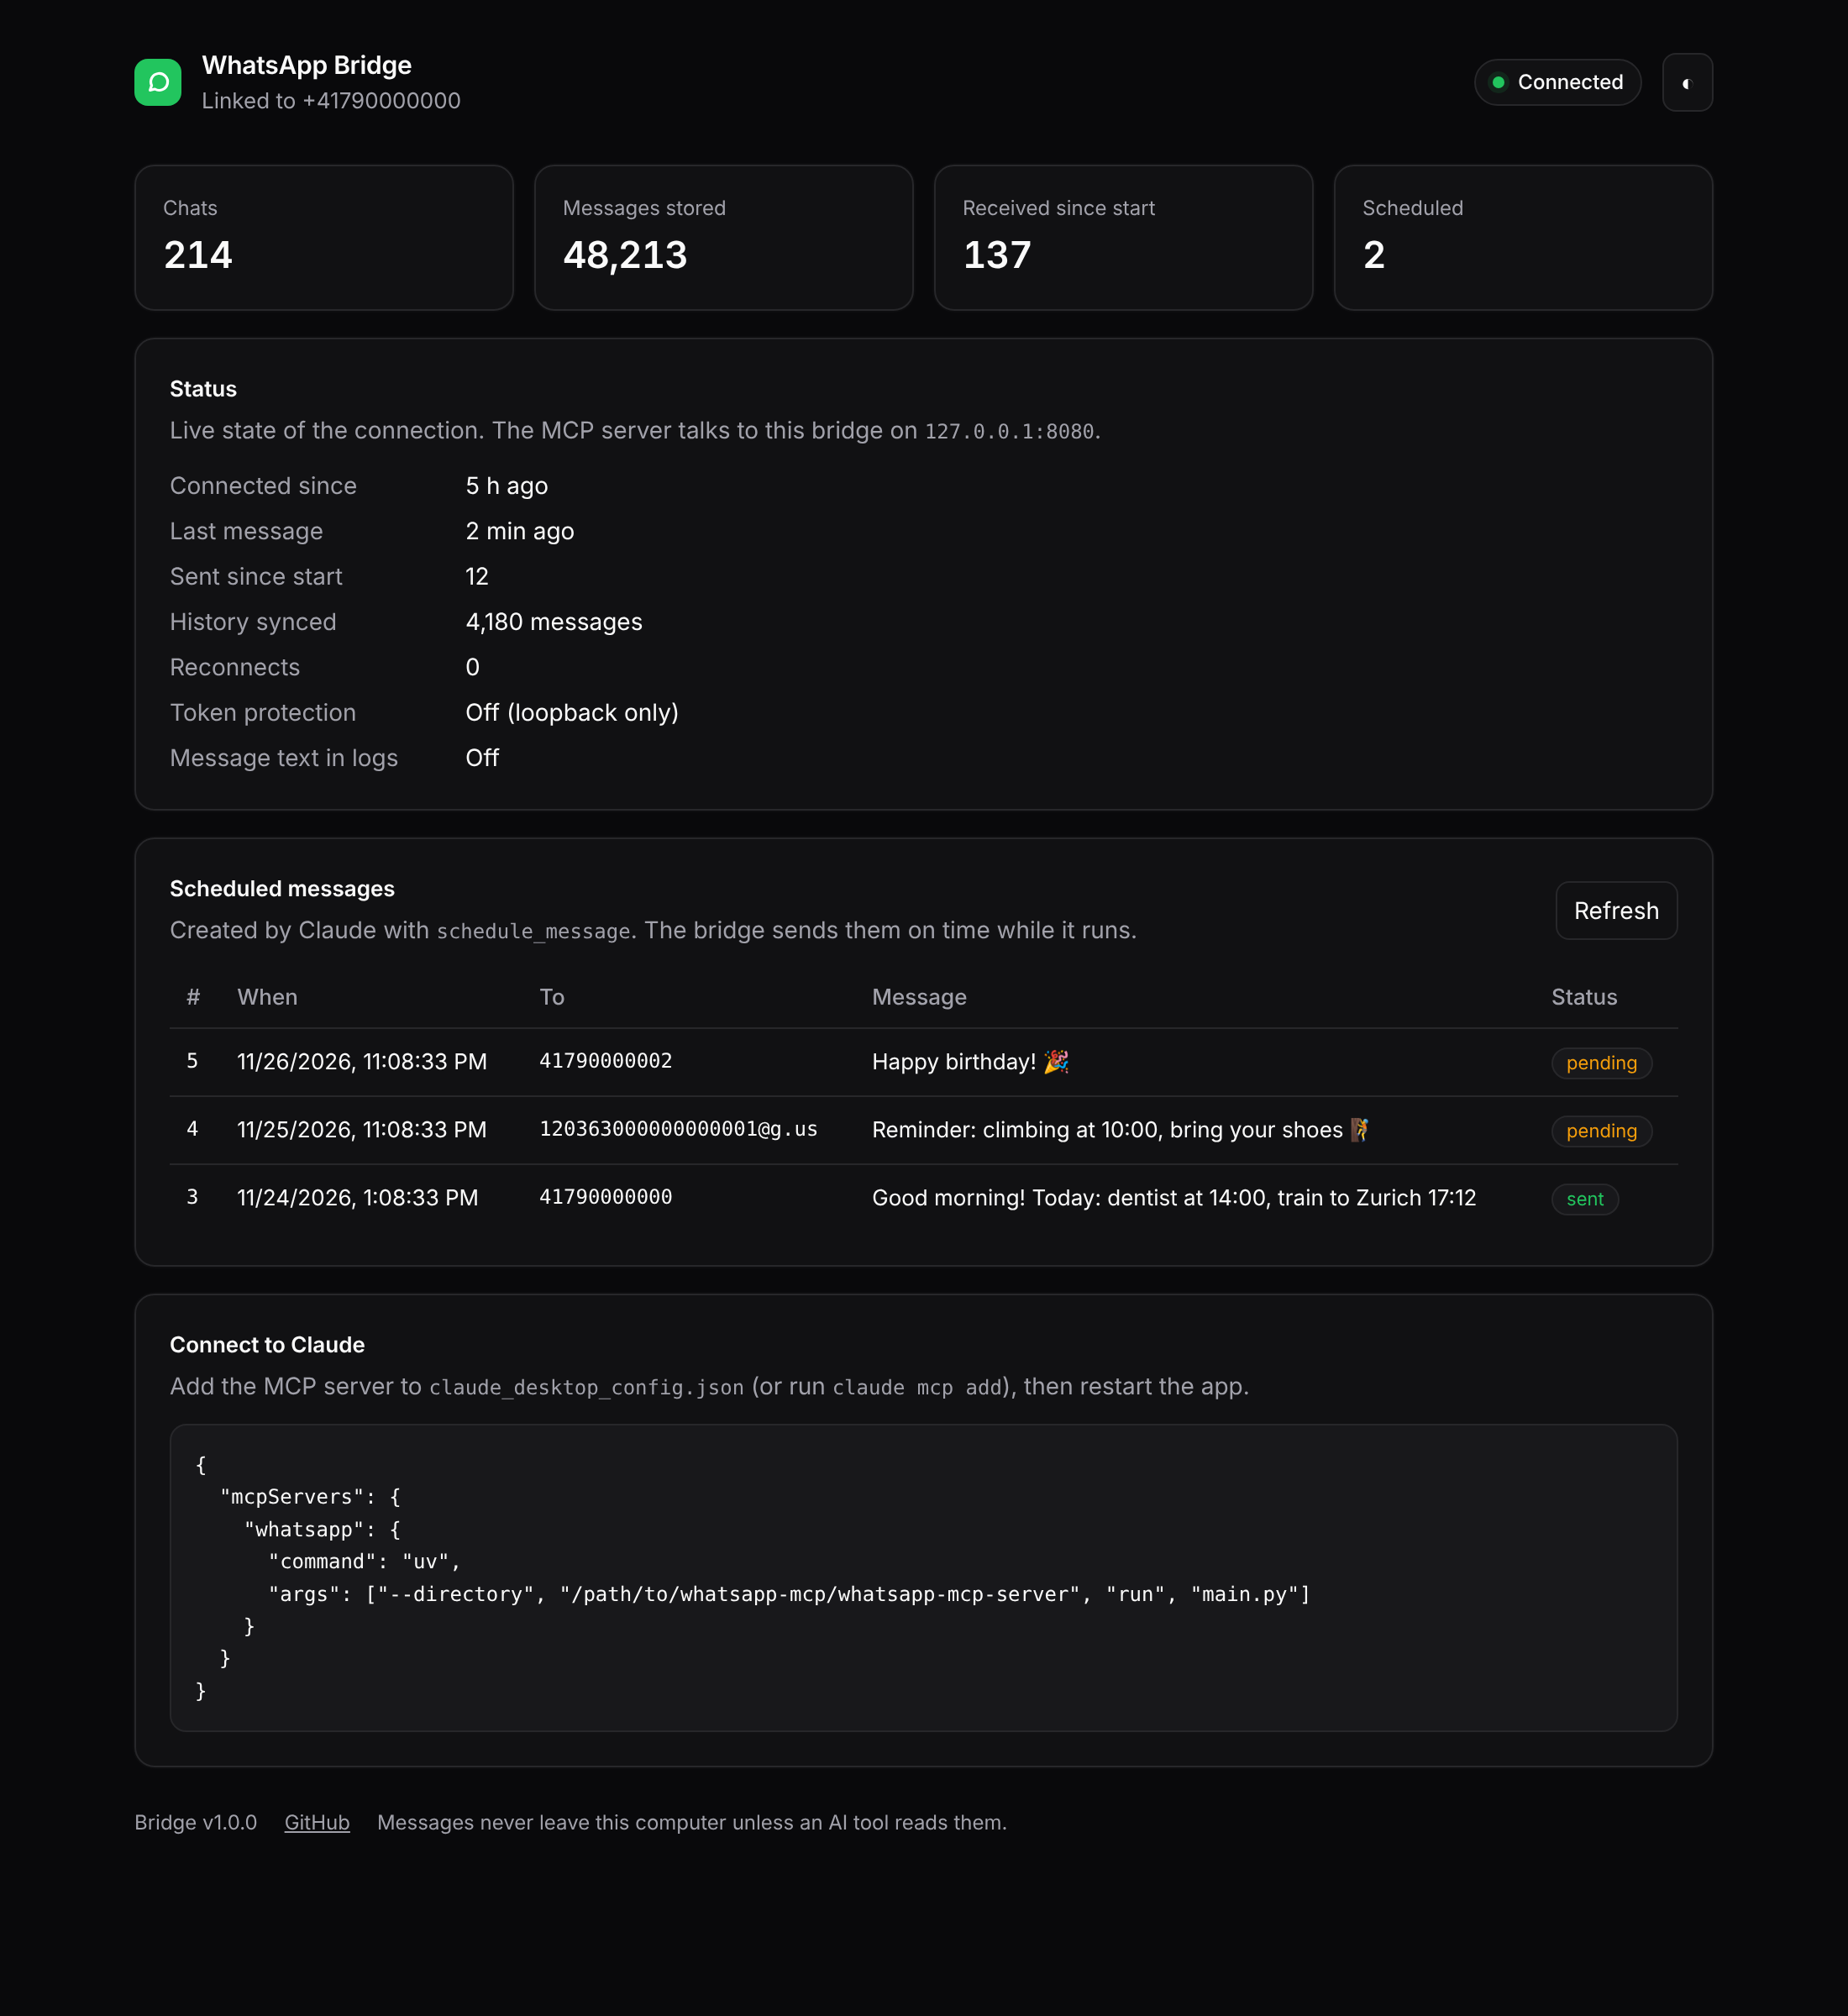 WhatsApp Bridge
Linked to +41790000000
Connected
Chats
214
Messages stored
48,213
Received since start
137
Scheduled
2
Status
Live state of the connection. The MCP server talks to this bridge on 127.0.0.1:8080.
Connected since 5 h ago
Last message 2 min ago
Sent since start 12
History synced 4,180 messages
Reconnects 0
Token protection Off (loopback only)
Message text in logs Off
Scheduled messages
Created by Claude with schedule_message. The bridge sends them on time while it runs.
Refresh
# When To Message Status
5 11/26/2026, 11:08:33 PM 41790000002 Happy birthday! 🎉 pending
4 11/25/2026, 11:08:33 PM 120363000000000001@g.us Reminder: climbing at 10:00, bring your shoes 🧗 pending
3 11/24/2026, 1:08:33 PM 41790000000 Good morning! Today: dentist at 14:00, train to Zurich 17:12 sent
Connect to Claude
Add the MCP server to claude_desktop_config.json (or run claude mcp add), then restart the app.
{
  "mcpServers": {
    "whatsapp": {
      "command": "uv",
      "args": ["--directory", "/path/to/whatsapp-mcp/whatsapp-mcp-server", "run", "main.py"]
    }
  }
}
Bridge v1.0.0 GitHub Messages never leave this computer unless an AI tool reads them.